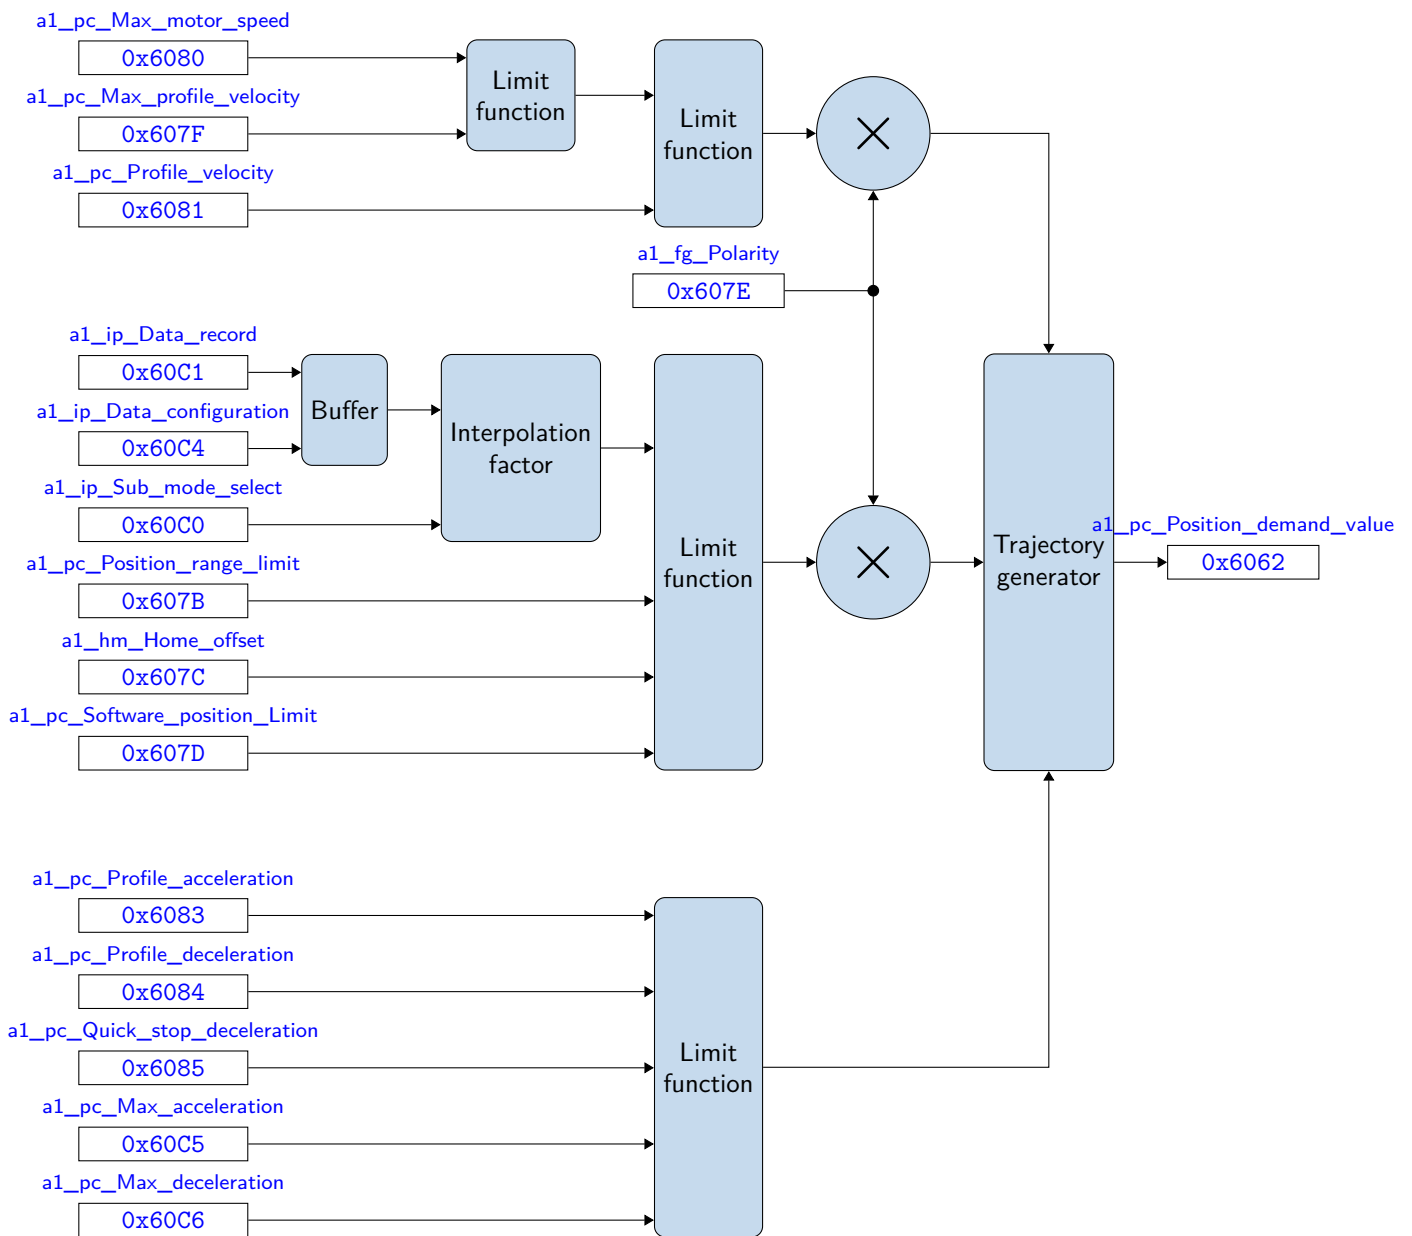 a1_pc_Max_motor_speed
0x6080
a1_pc_Max_profile_velocity
0x607F
a1_pc_Profile_velocity
0x6081
Limit
function
Limit
function
a1_fg_Polarity
0x607E
a1_ip_Data_record
0x60C1
a1_ip_Data_configuration
0x60C4
a1_ip_Sub_mode_select
0x60C0
a1_pc_Position_range_limit
0x607B
a1_hm_Home_offset
0x607C
a1_pc_Software_position_Limit
0x607D
Buffer
Interpolation
factor
Limit
function
Trajectory
generator
a1_pc_Position_demand_value
0x6062
a1_pc_Profile_acceleration
0x6083
a1_pc_Profile_deceleration
0x6084
a1_pc_Quick_stop_deceleration
0x6085
a1_pc_Max_acceleration
0x60C5
a1_pc_Max_deceleration
0x60C6
Limit
function